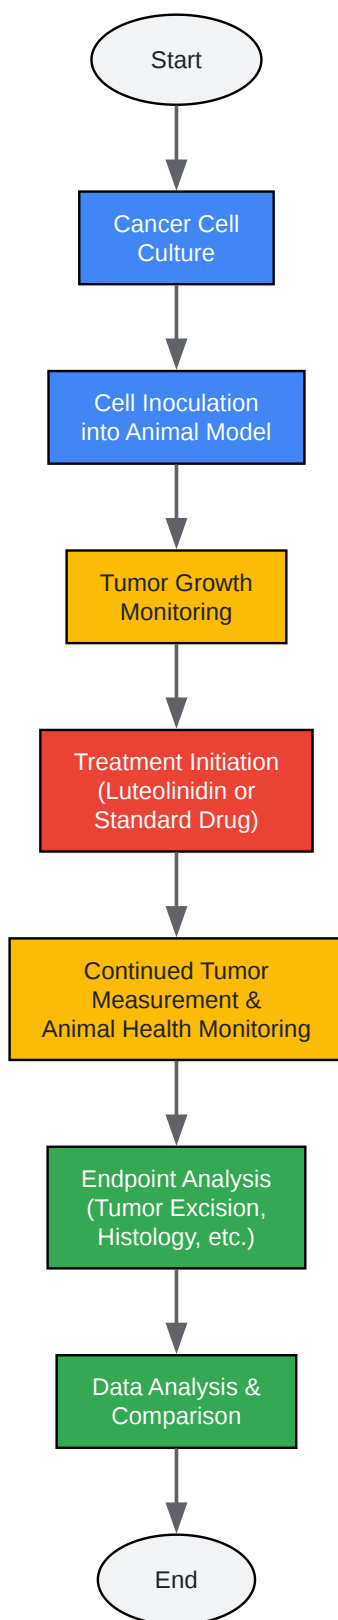 Start
Cancer Cell
Culture
Cell Inoculation
into Animal Model
Tumor Growth
Monitoring
Treatment Initiation
(Luteolinidin or
Standard Drug)
Continued Tumor
Measurement &
Animal Health Monitoring
Endpoint Analysis
(Tumor Excision,
Histology, etc.)
Data Analysis &
Comparison
End